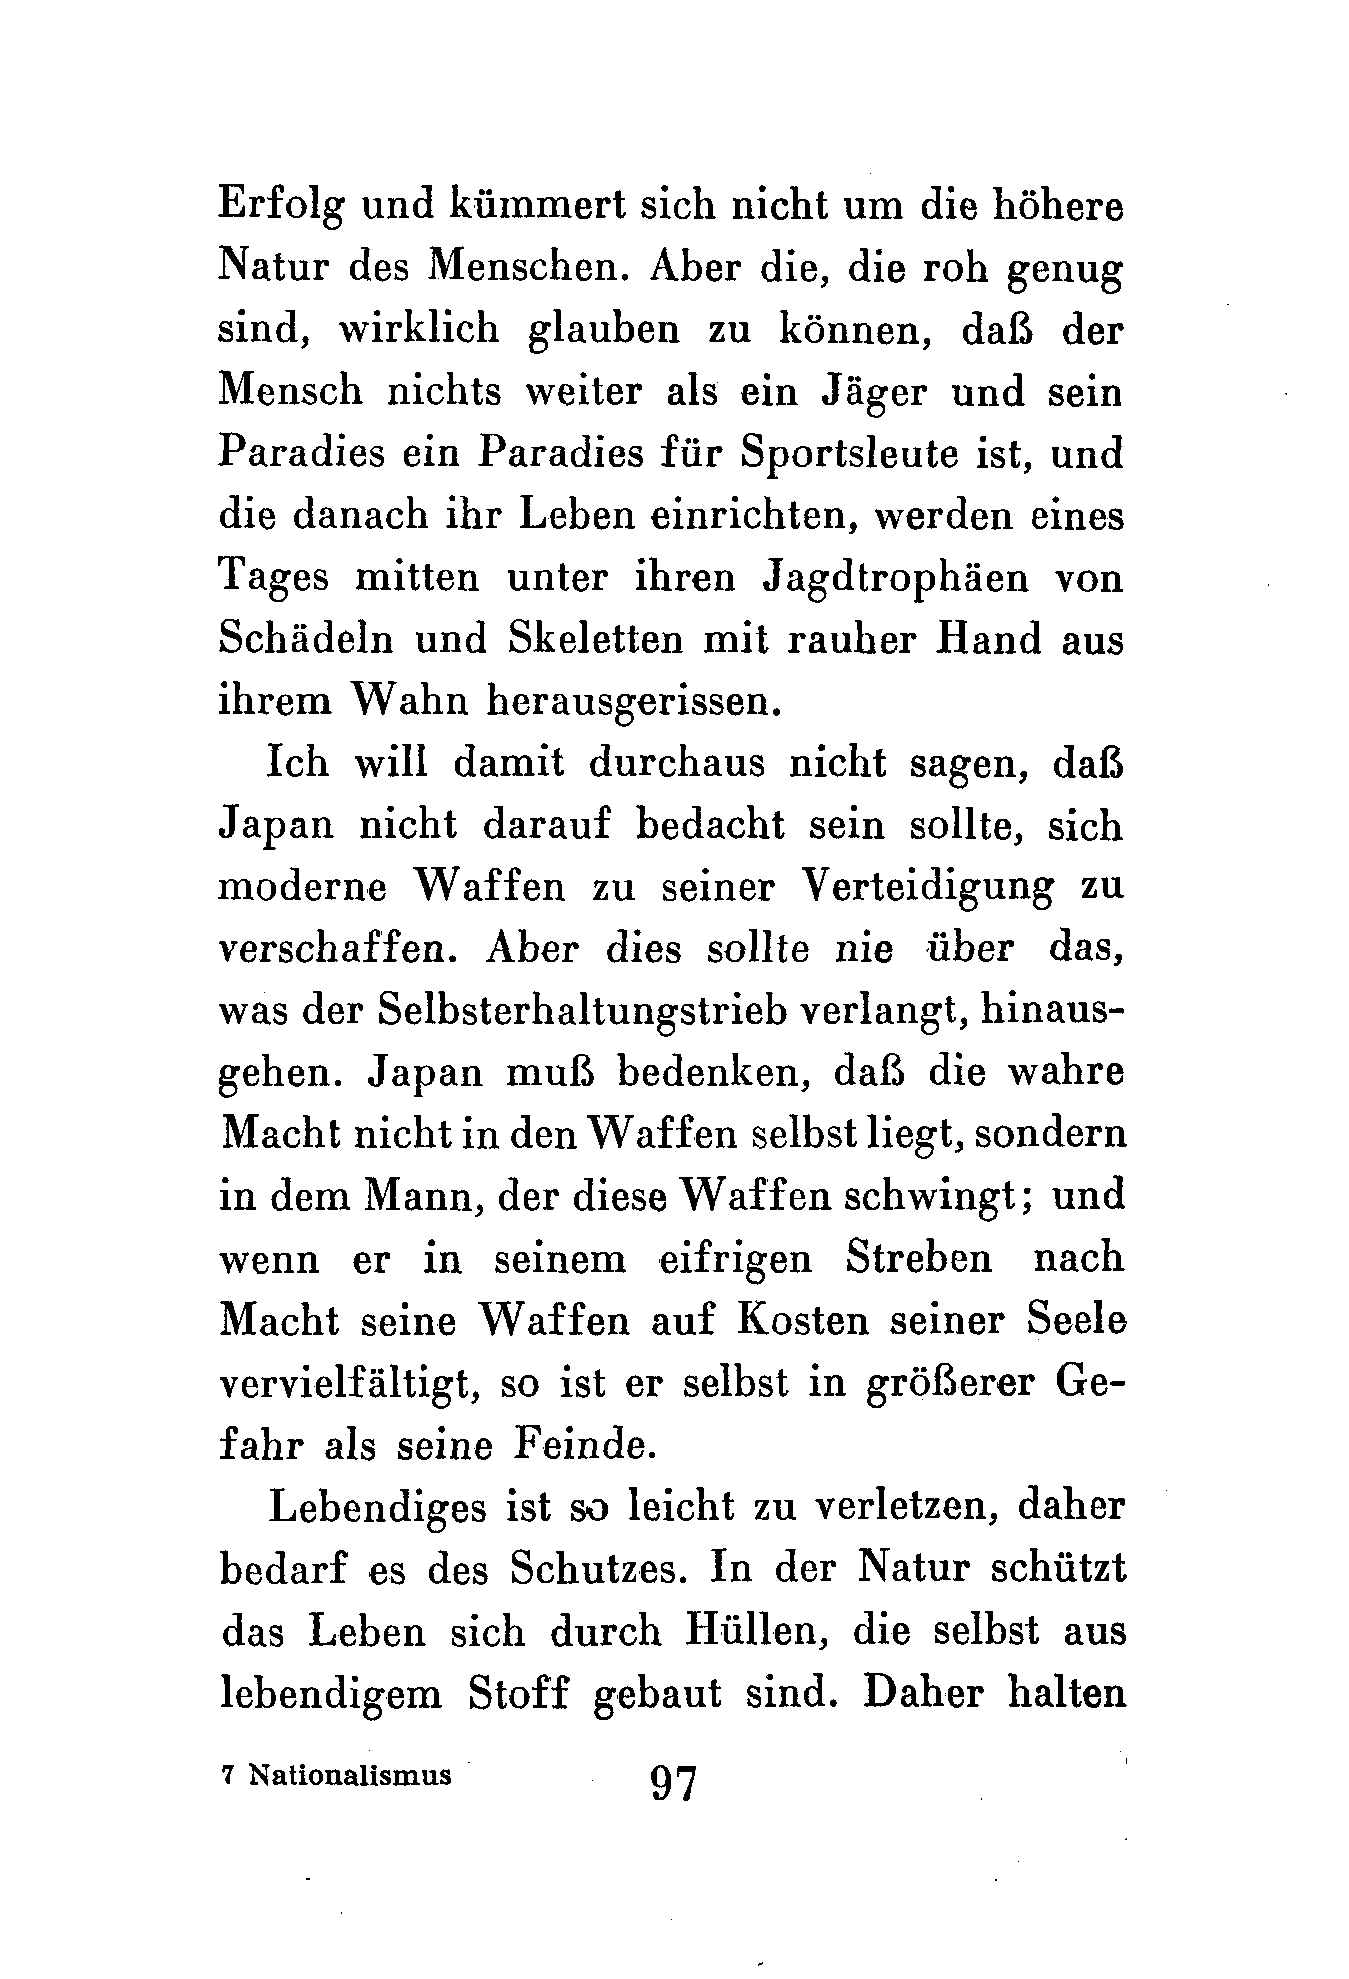 Erfolg und kümmert sich nicht um die höhere
Natur des Menschen. Aber die, die roh genug
sind, wirklich glauben zu können, daß der
Mensch nichts weiter als ein Jäger und sein
Paradies ein Paradies für Sportsleute ist, und
die danach ihr Leben einrichten, werden eines
Tages mitten unter ihren Jagdtrophäen von
Schädeln und Skeletten mit rauher Hand aus
ihrem Wahn herausgerissen.
Ich will damit durchaus nicht sagen, daß
Japan nicht darauf bedacht sein sollte, sich
moderne Waffen zu seiner Verteidigung zu
verschaffen. Aber dies sollte nie über das,
was der Selbsterhaltungstrieb verlangt, hinaus-
gehen. Japan muß bedenken, daß die wahre
Macht nicht in den Waffen selbst liegt, sondern
in dem Mann, der diese Waffen schwingt; und
wenn er in seinem eifrigen Streben nach
Macht seine Waffen auf Kosten seiner Seele
vervielfältigt, so ist er selbst in größerer Ge-
fahr als seine Feinde.
Lebendiges ist so leicht zu verletzen, daher
bedarf es des Schutzes. In der Natur schützt
das Leben sich durch Hüllen, die selbst aus
lebendigem Stoff gebaut sind. Daher halten
7 Nationalismus 97